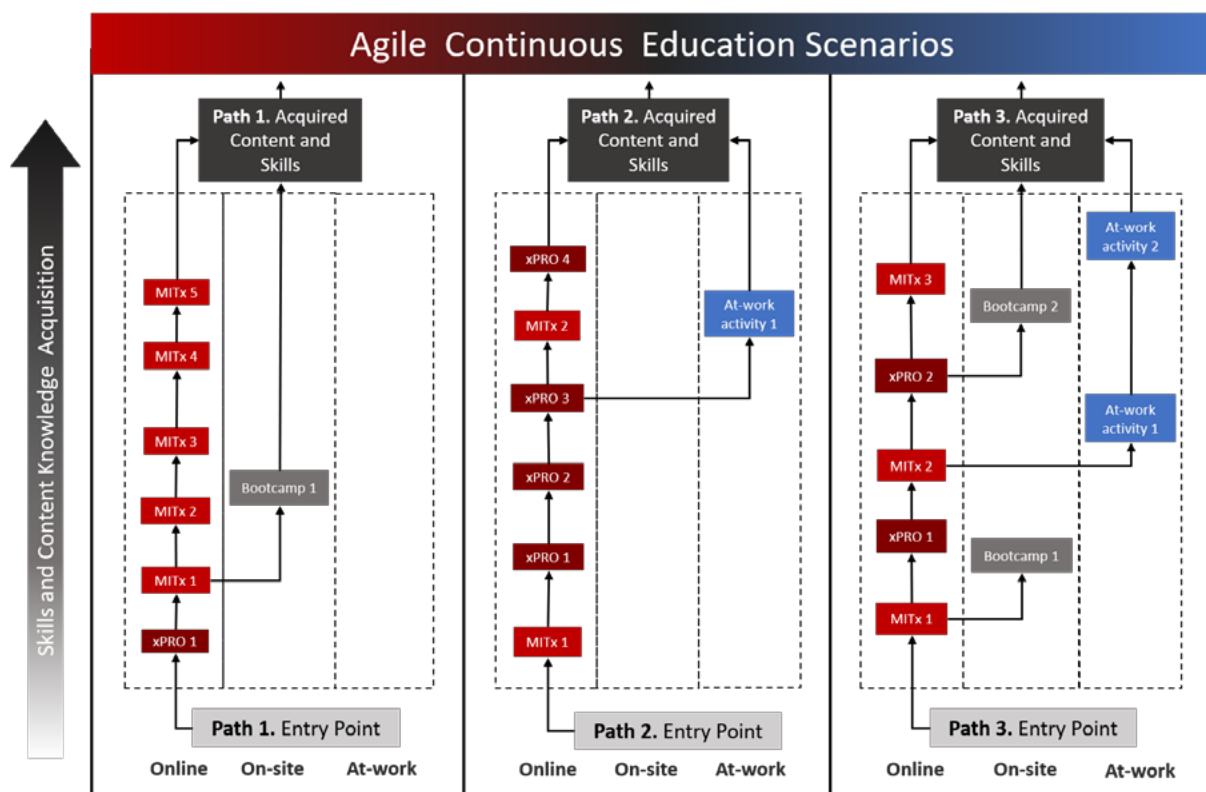 Agile Continuous Education Scenarios
Skills and Content Knowledge Acquisition
Path 1. Acquired
Content and
Skills
MITx 5
MITx 4
MITx 3
MITx 2
MITx 1
xPRO 1
Bootcamp 1
Path 1. Entry Point
Online
On-site
At-work
Path 2. Acquired
Content and
Skills
xPRO 4
MITx 2
xPRO 3
xPRO 2
xPRO 1
MITx 1
At-work
activity 1
Path 2. Entry Point
Online
On-site
At-work
Path 3. Acquired
Content and
Skills
MITx 3
xPRO 2
MITx 2
xPRO 1
MITx 1
Bootcamp 2
Bootcamp 1
At-work
activity 2
At-work
activity 1
Path 3. Entry Point
Online
On-site
At-work